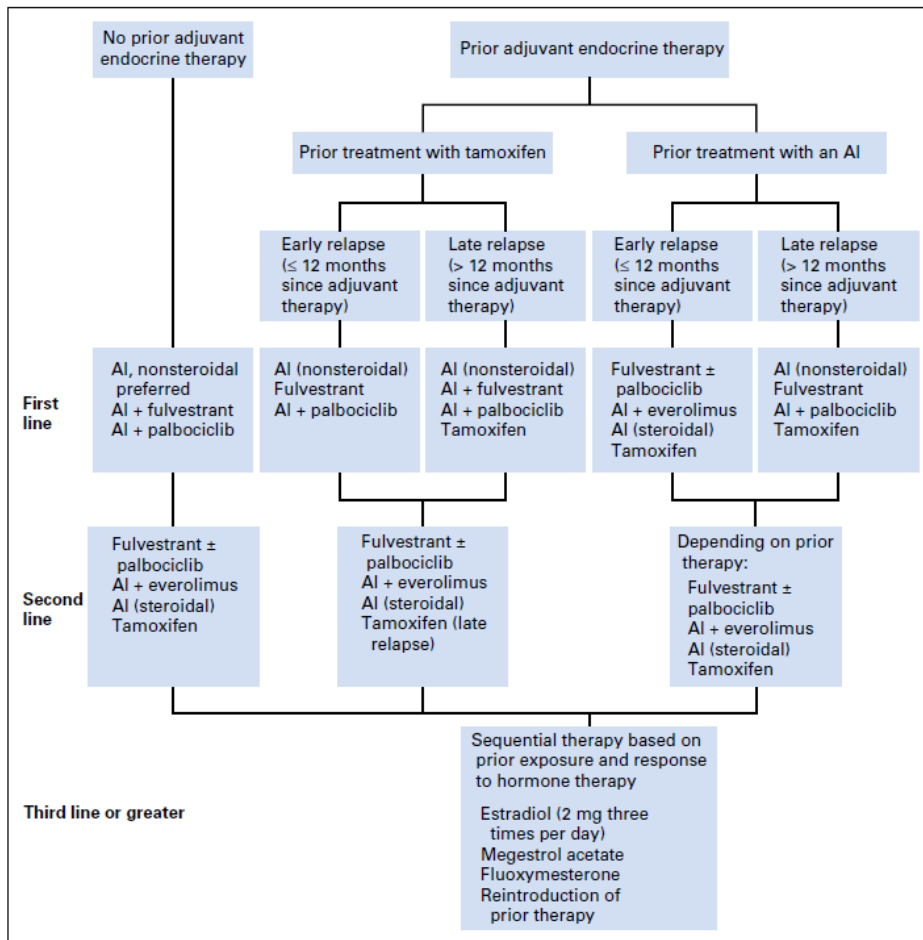 No prior adjuvant
endocrine therapy
Prior adjuvant endocrine therapy
Prior treatment with tamoxifen
Prior treatment with an AI
Early relapse
(≤ 12 months
since adjuvant
therapy)
Late relapse
(> 12 months
since adjuvant
therapy)
Early relapse
(≤ 12 months
since adjuvant
therapy)
Late relapse
(> 12 months
since adjuvant
therapy)
First
line
AI, nonsteroidal
preferred
AI + fulvestrant
AI + palbociclib
AI (nonsteroidal)
Fulvestrant
AI + palbociclib
AI (nonsteroidal)
AI + fulvestrant
AI + palbociclib
Tamoxifen
Fulvestrant ±
palbociclib
AI + everolimus
AI (steroidal)
Tamoxifen
AI (nonsteroidal)
Fulvestrant
AI + palbociclib
Tamoxifen
Second
line
Fulvestrant ±
palbociclib
AI + everolimus
AI (steroidal)
Tamoxifen
Fulvestrant ±
palbociclib
AI + everolimus
AI (steroidal)
Tamoxifen (late
relapse)
Depending on prior
therapy:
Fulvestrant ±
palbociclib
AI + everolimus
AI (steroidal)
Tamoxifen
Third line or greater
Sequential therapy based on
prior exposure and response
to hormone therapy
Estradiol (2 mg three
times per day)
Megestrol acetate
Fluoxymesterone
Reintroduction of
prior therapy